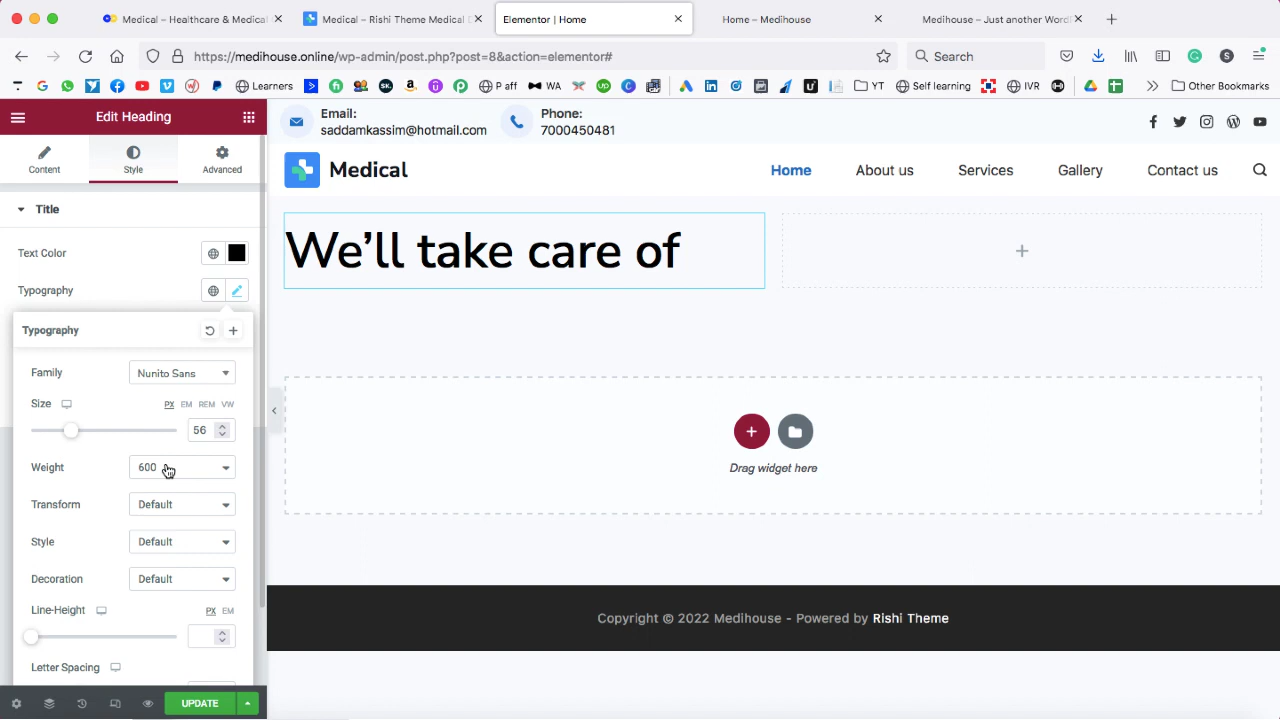 Medical – Healthcare & Medical
Medical – Rishi Theme Medical D
Elementor | Home
Home – Medihouse
Medihouse – Just another Word
https://medihouse.online/wp-admin/post.php?post=8&action=elementor#
Search
S
Learners
P aff
WA
YT
Self learning
IVR
Other Bookmarks
Edit Heading
Content
Style
Advanced
Title
Text Color
Typography
Typography
Family
Nunito Sans
Size
PX EM REM VW
56
Weight
600
Transform
Default
Style
Default
Decoration
Default
Line-Height
PX EM
Letter Spacing
UPDATE
Email:
saddamkassim@hotmail.com
Phone:
7000450481
Medical
Home
About us
Services
Gallery
Contact us
We’ll take care of
Drag widget here
Copyright © 2022 Medihouse - Powered by Rishi Theme